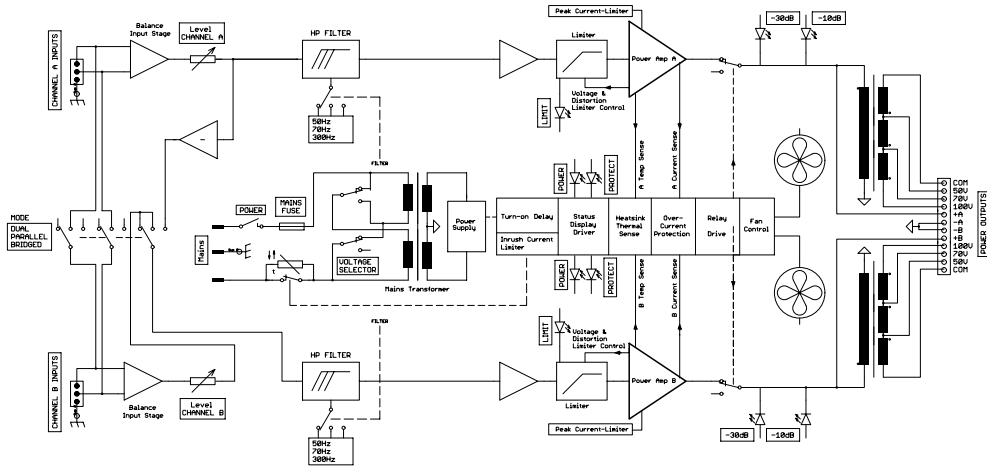 Peak Current-Limiter
-30dB
-10dB
Balance
Input Stage
Level
CHANNEL A
HP FILTER
Limiter
Power Amp A
CHANNEL A INPUTS
Voltage &
Distortion
Limiter Control
LIMIT
50Hz
70Hz
300Hz
-
FILTER
A Temp Sense
A Current Sense
POWER
PROTECT
MODE
DUAL
PARALLEL
BRIDGED
POWER
MAINS
FUSE
Mains
t
VOLTAGE
SELECTOR
Mains Transformer
Power
Supply
Turn-on Delay
Inrush Current
Limiter
Status
Display
Driver
Heatsink
Thermal
Sense
Over-
Current
Protection
Relay
Drive
Fan
Control
COM
50V
70V
100V
+A
-A
-B
+B
100V
70V
50V
COM
POWER OUTPUTS
POWER
PROTECT
B Temp Sense
B Current Sense
FILTER
LIMIT
Voltage &
Distortion
Limiter Control
HP FILTER
CHANNEL B INPUTS
Balance
Input Stage
Level
CHANNEL B
Limiter
Power Amp B
Peak Current-Limiter
50Hz
70Hz
300Hz
-30dB
-10dB